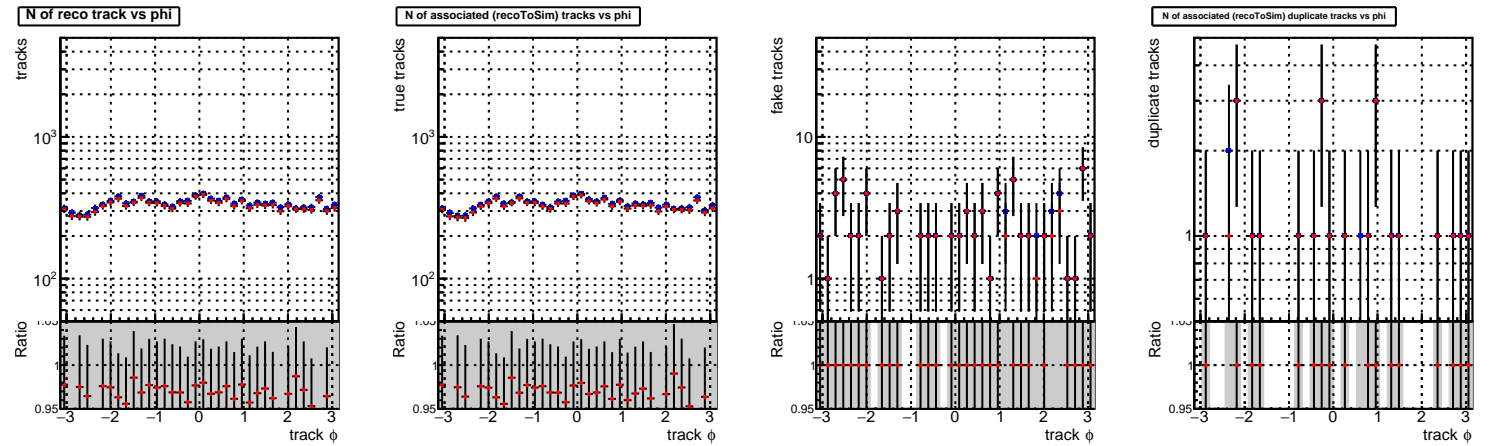 N of reco track vs phi
tracks
10³
10²
Ratio
1
0.95
−3 −2 −1 0 1 2 3
track ϕ
N of associated (recoToSim) tracks vs phi
true tracks
10³
10²
Ratio
1
0.95
−3 −2 −1 0 1 2 3
track ϕ
fake tracks
10
1
Ratio
1
0.95
−3 −2 −1 0 1 2 3
track ϕ
N of associated (recoToSim) duplicate tracks vs phi
duplicate tracks
1
Ratio
1
0.95
−3 −2 −1 0 1 2 3
track ϕ